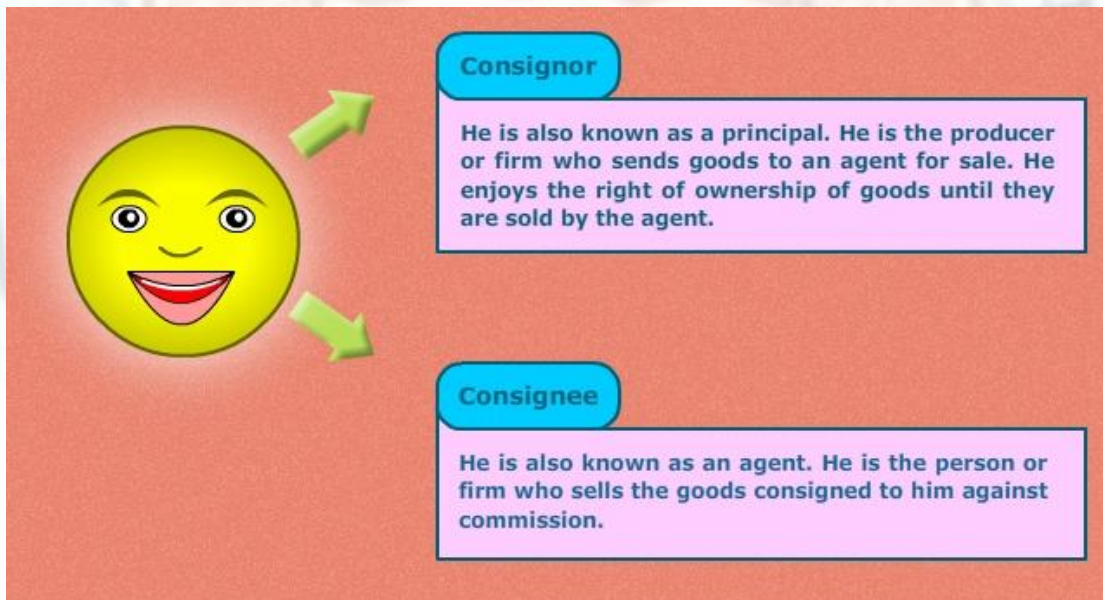 Consignor
He is also known as a principal. He is the producer
or firm who sends goods to an agent for sale. He
enjoys the right of ownership of goods until they
are sold by the agent.
Consignee
He is also known as an agent. He is the person or
firm who sells the goods consigned to him against
commission.